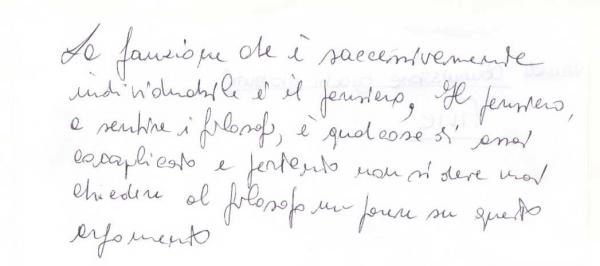 La funzione che è successivamente
individuabile è il pensiero, Il pensiero,
a sentire i filosofi, è qualcosa di assai
complicato e pertanto non si deve mai
chiedere al filosofo un parere su questo
argomento